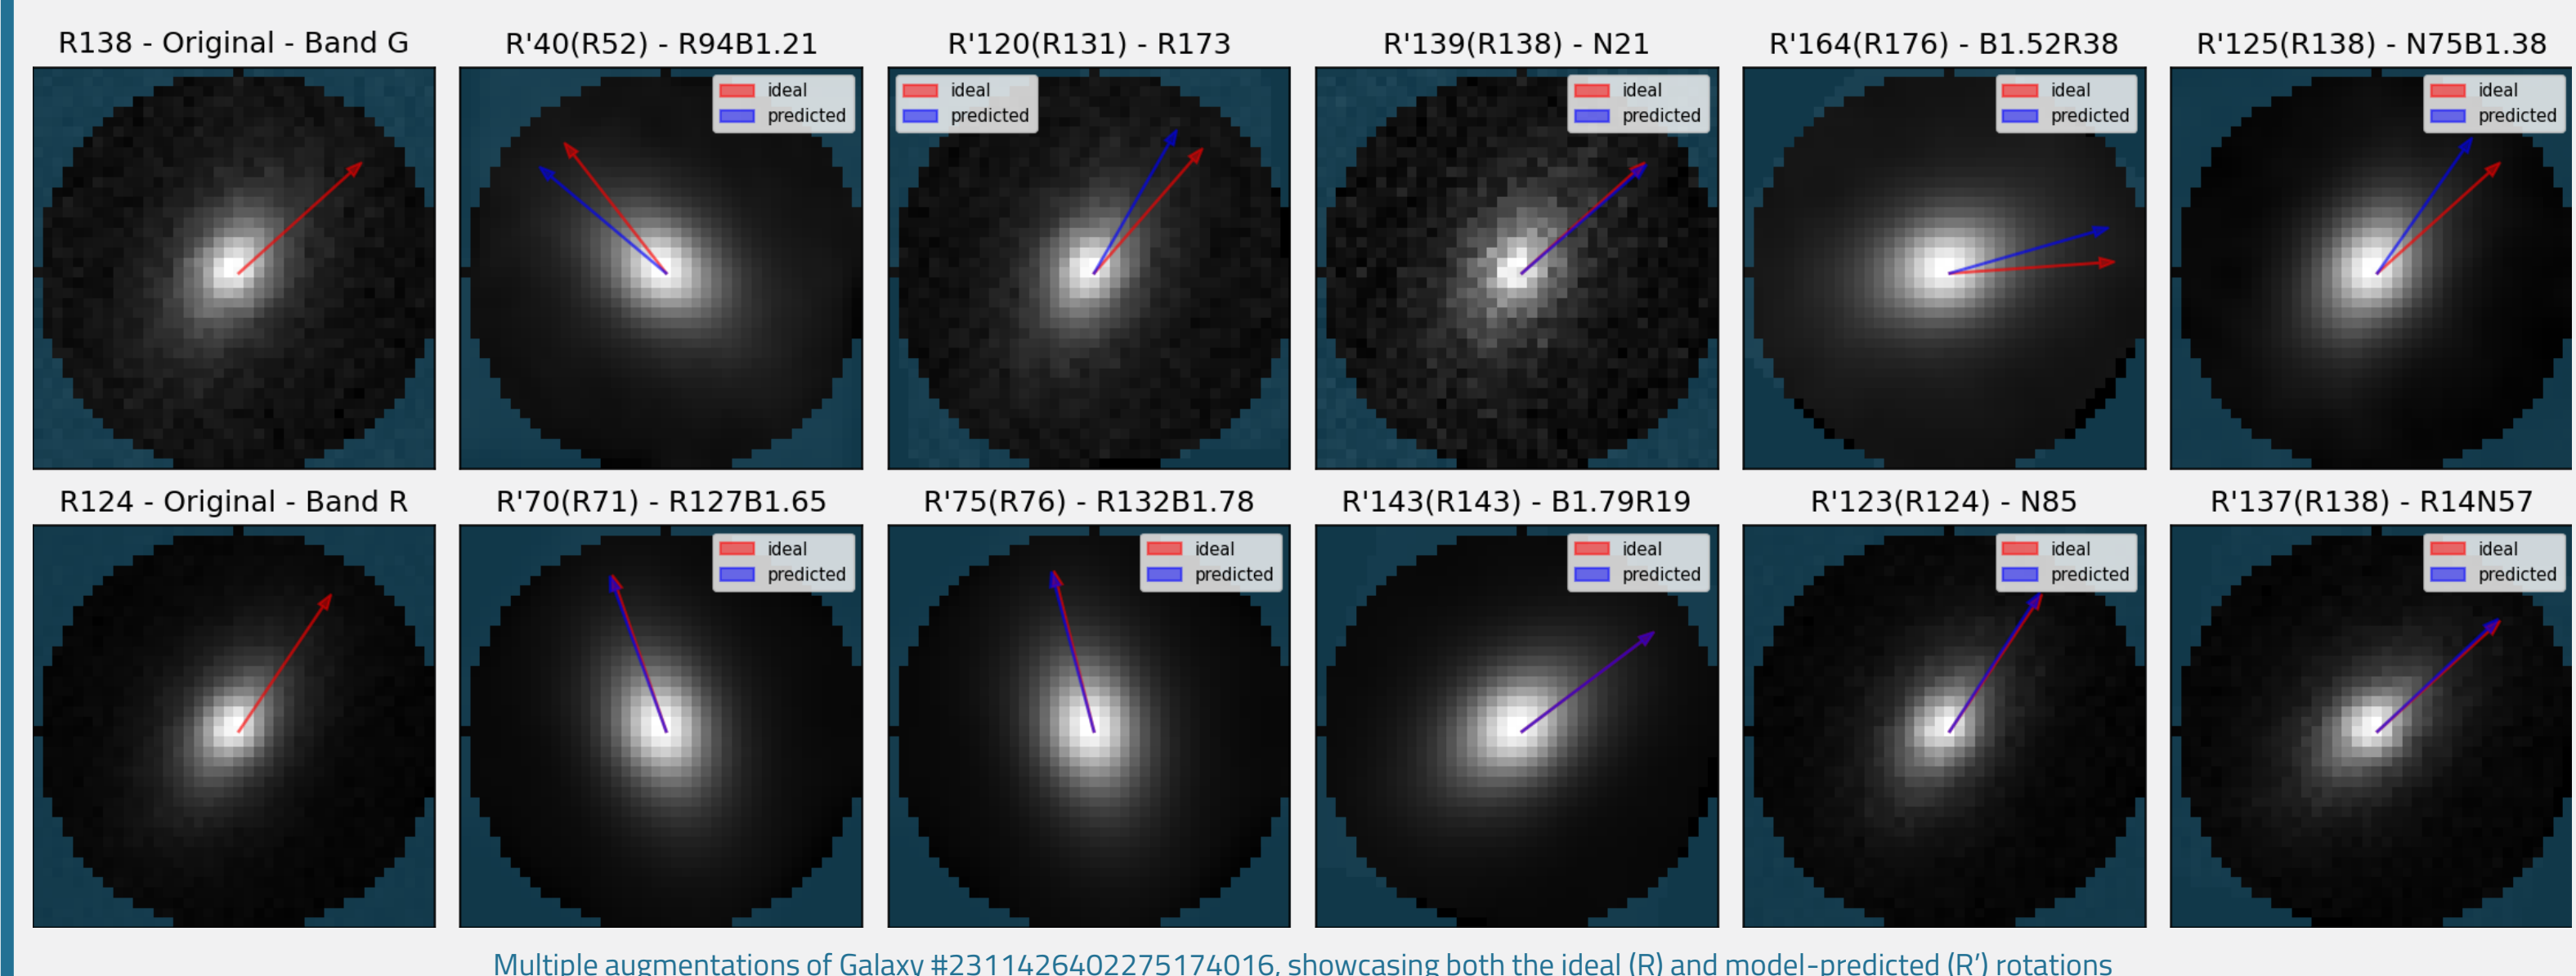 R138 - Original - Band G
R'40(R52) - R94B1.21
R'120(R131) - R173
R'139(R138) - N21
R'164(R176) - B1.52R38
R'125(R138) - N75B1.38
ideal
predicted
ideal
predicted
ideal
predicted
ideal
predicted
ideal
predicted
R124 - Original - Band R
R'70(R71) - R127B1.65
R'75(R76) - R132B1.78
R'143(R143) - B1.79R19
R'123(R124) - N85
R'137(R138) - R14N57
ideal
predicted
ideal
predicted
ideal
predicted
ideal
predicted
ideal
predicted
Multiple augmentations of Galaxy #2311426402275174016, showcasing both the ideal (R) and model-predicted (R’) rotations